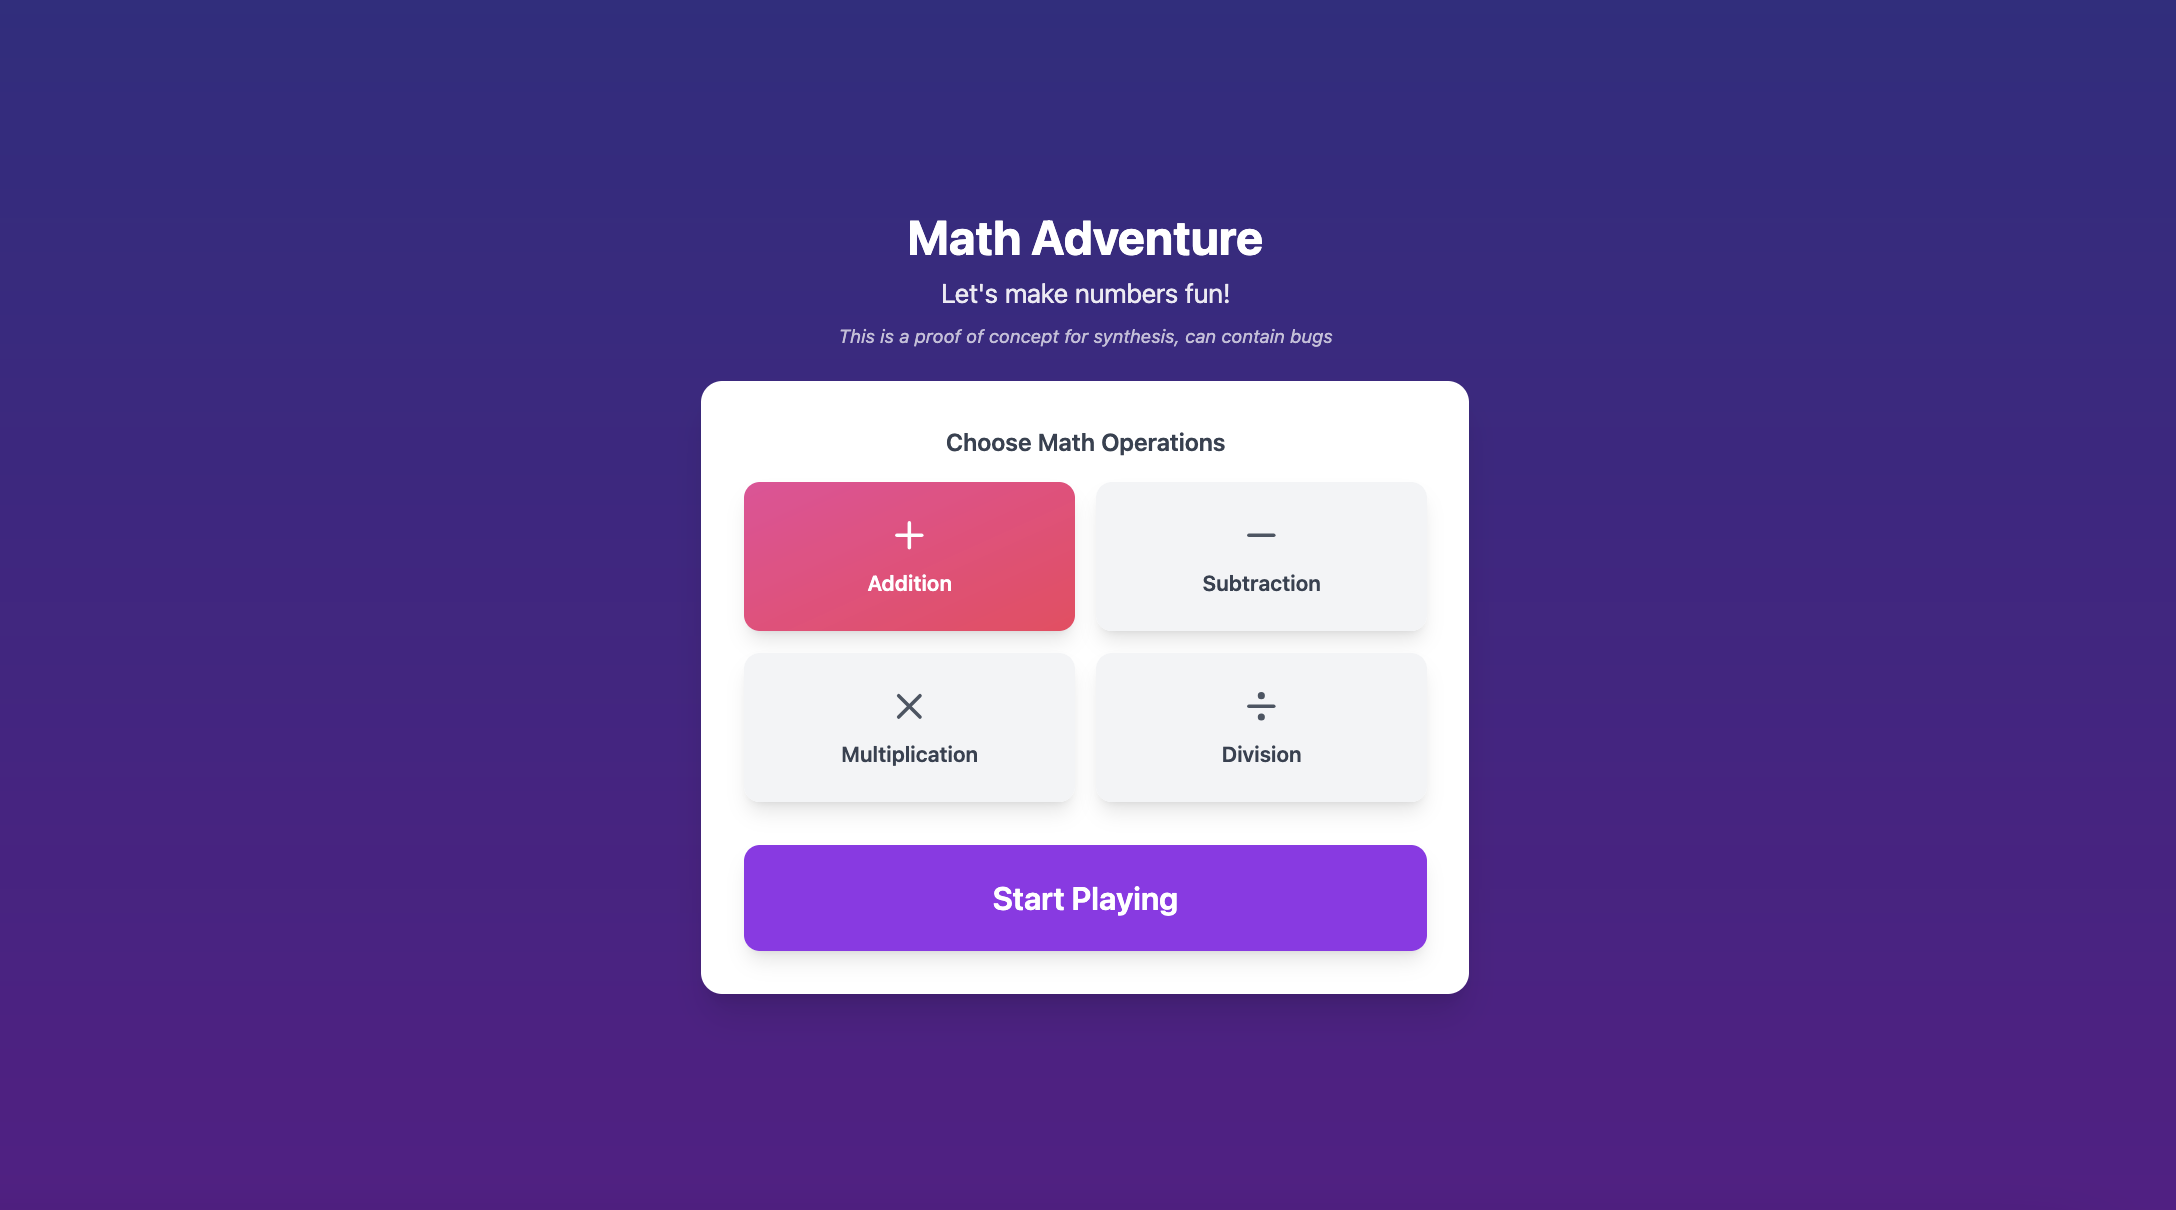 Math Adventure
Let's make numbers fun!
This is a proof of concept for synthesis, can contain bugs
Choose Math Operations
Addition
Subtraction
Multiplication
Division
Start Playing